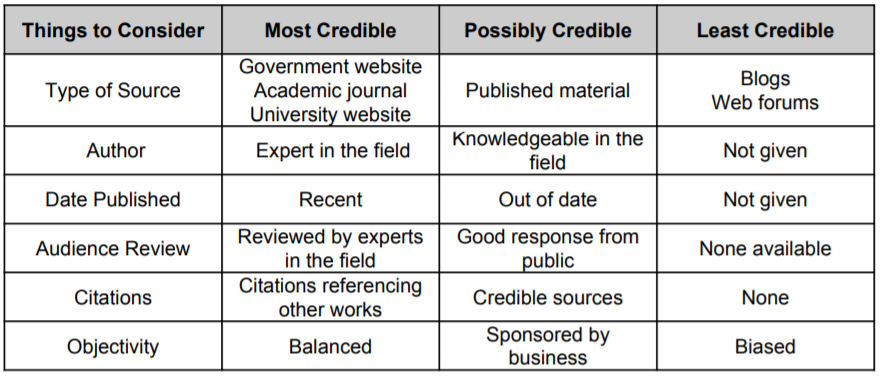 Things to Consider Most Credible Possibly Credible Least Credible
Type of Source
Government website
Academic journal
University website
Published material
Blogs
Web forums
Author
Expert in the field
Knowledgeable in the
field
Not given
Date Published
Recent
Out of date
Not given
Audience Review
Reviewed by experts
in the field
Good response from
public
None available
Citations
Citations referencing
other works
Credible sources
None
Objectivity
Balanced
Sponsored by
business
Biased